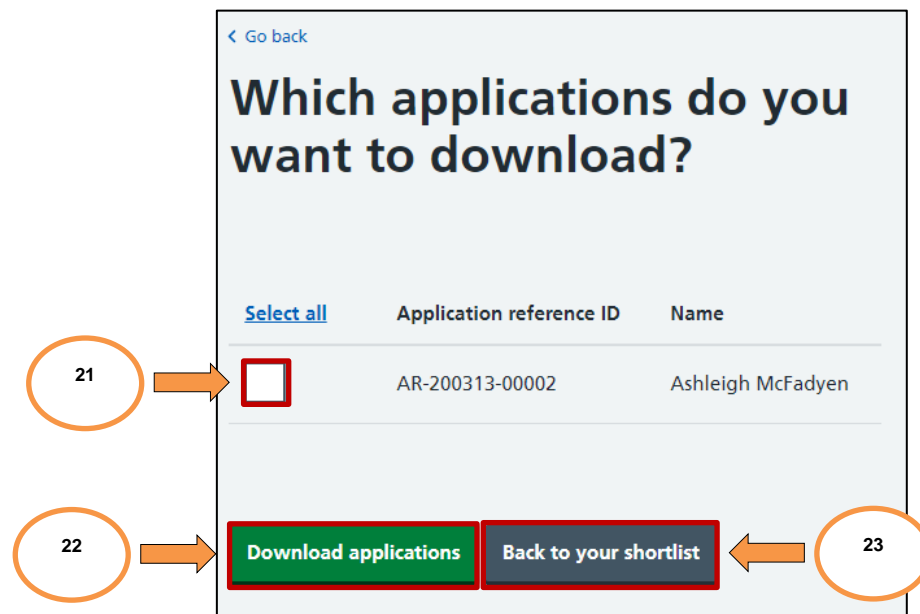 Go back
Which applications do you
want to download?
Select all Application reference ID Name
21
AR-200313-00002 Ashleigh McFadyen
22
Download applications Back to your shortlist
23